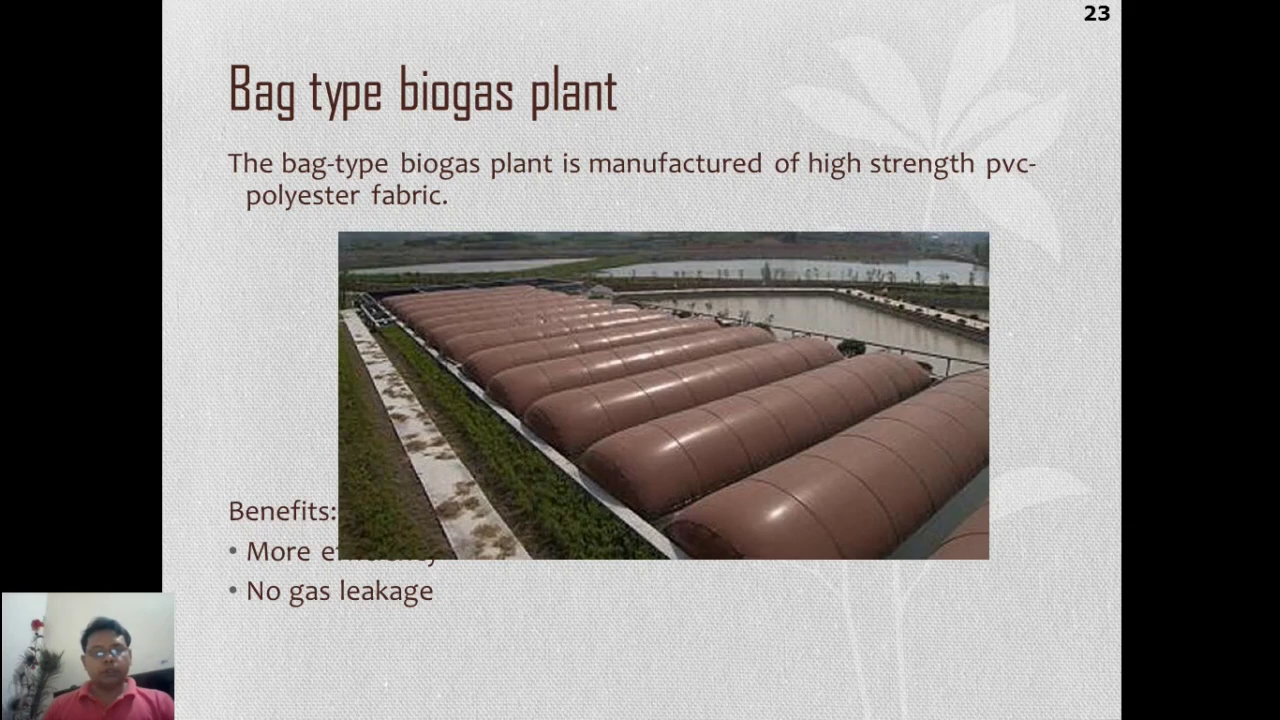 23
Bag type biogas plant
The bag-type biogas plant is manufactured of high strength pvc-
polyester fabric.
Benefits:
• More
• No gas leakage